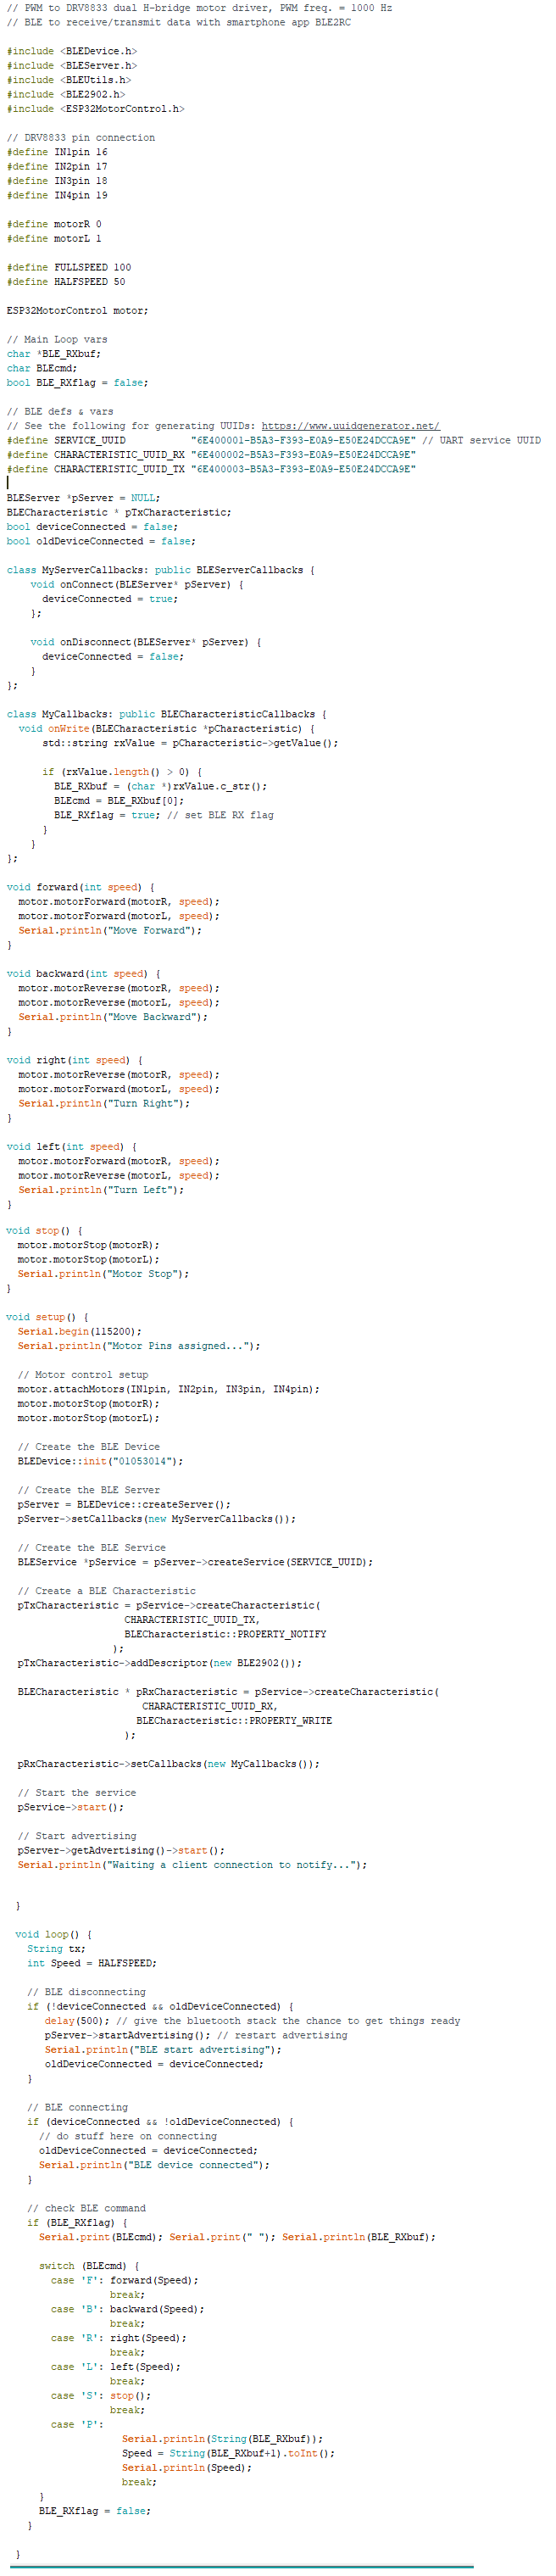 // PWM to DRV8833 dual H-bridge motor driver, PWM freq. = 1000 Hz
// BLE to receive/transmit data with smartphone app BLE2RC

#include <BLEDevice.h>
#include <BLEServer.h>
#include <BLEUtils.h>
#include <BLE2902.h>
#include <ESP32MotorControl.h>

// DRV8833 pin connection
#define IN1pin 16
#define IN2pin 17
#define IN3pin 18
#define IN4pin 19

#define motorR 0
#define motorL 1

#define FULLSPEED 100
#define HALFSPEED 50

ESP32MotorControl motor;

// Main Loop vars
char *BLE_RXbuf;
char BLEcmd;
bool BLE_RXflag = false;

// BLE defs & vars
// See the following for generating UUIDs: https://www.uuidgenerator.net/
#define SERVICE_UUID           "6E400001-B5A3-F393-E0A9-E50E24DCCA9E" // UART service UUID
#define CHARACTERISTIC_UUID_RX "6E400002-B5A3-F393-E0A9-E50E24DCCA9E"
#define CHARACTERISTIC_UUID_TX "6E400003-B5A3-F393-E0A9-E50E24DCCA9E"

BLEServer *pServer = NULL;
BLECharacteristic * pTxCharacteristic;
bool deviceConnected = false;
bool oldDeviceConnected = false;

class MyServerCallbacks: public BLEServerCallbacks {
    void onConnect(BLEServer* pServer) {
      deviceConnected = true;
    };

    void onDisconnect(BLEServer* pServer) {
      deviceConnected = false;
    }
};

class MyCallbacks: public BLECharacteristicCallbacks {
  void onWrite(BLECharacteristic *pCharacteristic) {
      std::string rxValue = pCharacteristic->getValue();

      if (rxValue.length() > 0) {
        BLE_RXbuf = (char *)rxValue.c_str();
        BLEcmd = BLE_RXbuf[0];
        BLE_RXflag = true; // set BLE RX flag
      }
    }
};

void forward(int speed) {
  motor.motorForward(motorR, speed);
  motor.motorForward(motorL, speed);
  Serial.println("Move Forward");
}

void backward(int speed) {
  motor.motorReverse(motorR, speed);
  motor.motorReverse(motorL, speed);
  Serial.println("Move Backward");
}

void right(int speed) {
  motor.motorReverse(motorR, speed);
  motor.motorForward(motorL, speed);
  Serial.println("Turn Right");
}

void left(int speed) {
  motor.motorForward(motorR, speed);
  motor.motorReverse(motorL, speed);
  Serial.println("Turn Left");
}

void stop() {
  motor.motorStop(motorR);
  motor.motorStop(motorL);
  Serial.println("Motor Stop");
}

void setup() {
  Serial.begin(115200);
  Serial.println("Motor Pins assigned...");

  // Motor control setup
  motor.attachMotors(IN1pin, IN2pin, IN3pin, IN4pin);
  motor.motorStop(motorR);
  motor.motorStop(motorL);

  // Create the BLE Device
  BLEDevice::init("01053014");

  // Create the BLE Server
  pServer = BLEDevice::createServer();
  pServer->setCallbacks(new MyServerCallbacks());

  // Create the BLE Service
  BLEService *pService = pServer->createService(SERVICE_UUID);

  // Create a BLE Characteristic
  pTxCharacteristic = pService->createCharacteristic(
                    CHARACTERISTIC_UUID_TX,
                    BLECharacteristic::PROPERTY_NOTIFY
                  );
  pTxCharacteristic->addDescriptor(new BLE2902());

  BLECharacteristic * pRxCharacteristic = pService->createCharacteristic(
                       CHARACTERISTIC_UUID_RX,
                      BLECharacteristic::PROPERTY_WRITE
                    );

  pRxCharacteristic->setCallbacks(new MyCallbacks());

  // Start the service
  pService->start();

  // Start advertising
  pServer->getAdvertising()->start();
  Serial.println("Waiting a client connection to notify...");

}

void loop() {
  String tx;
  int Speed = HALFSPEED;

  // BLE disconnecting
  if (!deviceConnected && oldDeviceConnected) {
     delay(500); // give the bluetooth stack the chance to get things ready
     pServer->startAdvertising(); // restart advertising
     Serial.println("BLE start advertising");
     oldDeviceConnected = deviceConnected;
  }

  // BLE connecting
  if (deviceConnected && !oldDeviceConnected) {
    // do stuff here on connecting
    oldDeviceConnected = deviceConnected;
    Serial.println("BLE device connected");
  }

  // check BLE command
  if (BLE_RXflag) {
    Serial.print(BLEcmd); Serial.print(" "); Serial.println(BLE_RXbuf);

    switch (BLEcmd) {
      case 'F': forward(Speed);
                break;
      case 'B': backward(Speed);
                break;
      case 'R': right(Speed);
                break;
      case 'L': left(Speed);
                break;
      case 'S': stop();
                break;
      case 'P':
                  Serial.println(String(BLE_RXbuf));
                  Speed = String(BLE_RXbuf+1).toInt();
                  Serial.println(Speed);
                  break;
    }
    BLE_RXflag = false;
  }

}